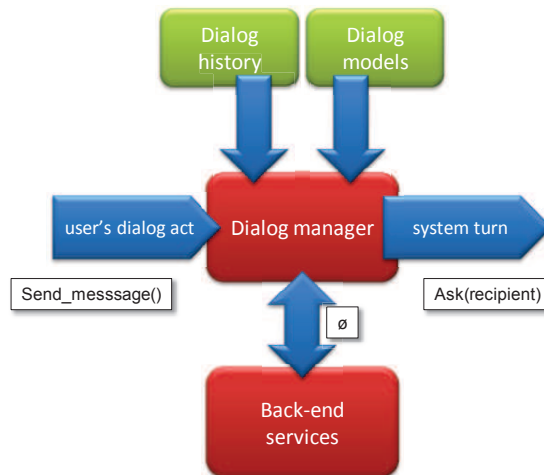 Dialog
history
Dialog
models
user's dialog act
Dialog manager
system turn
Send_messsage()
Ask(recipient)
ø
Back-end
services